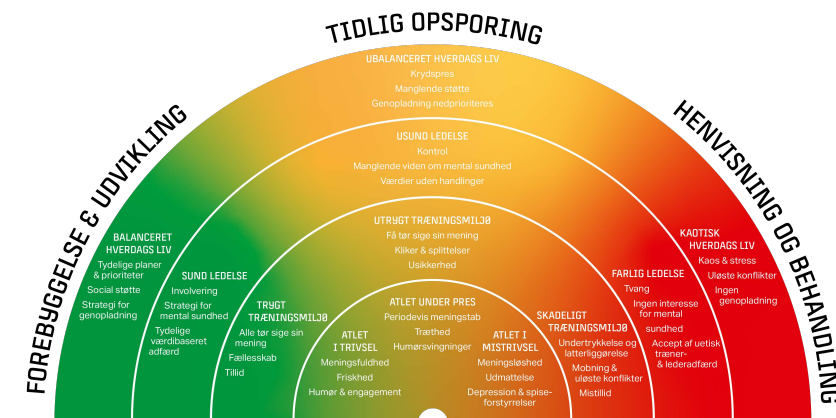 TIDLIG OPSPORING
FOREBYGGELSE & UDVIKLING
HENVISNING OG BEHANDLING
UBALANCERET HVERDAGS LIV
Krydspres
Manglende støtte
Genopladning nedprioriteres
USUND LEDELSE
Kontrol
Manglende viden om mental sundhed
Værdier uden handlinger
UTRYGT TRÆNINGSMILJØ
Få tør sige sin mening
Kliker & splittelser
Usikkerhed
ATLET UNDER PRES
Periodevis meningstab
Træthed
Humørsvingninger
BALANCERET
HVERDAGS LIV
Tydelige planer
& prioriteter
Social støtte
Strategi for
genopladning
SUND LEDELSE
Involvering
Strategi for
mental sundhed
Tydelige
værdibaseret
adfærd
TRYGT
TRÆNINGSMILJØ
Alle tør sige sin
mening
Fællesskab
Tillid
ATLET
I TRIVSEL
Meningsfuldhed
Friskhed
Humør & engagement
ATLET I
MISTRIVSEL
Meningsløshed
Udmattelse
Depression & spise-
forstyrrelser
SKADELIGT
TRÆNINGSMILJØ
Undertrykkelse og
latterliggørelse
Mobning &
uløste konflikter
Mistillid
FARLIG LEDELSE
Tvang
Ingen interesse
for mental
sundhed
Accept af uetisk
træner-
& lederadfærd
KAOTISK
HVERDAGS LIV
Kaos & stress
Uløste konflikter
Ingen
genopladning